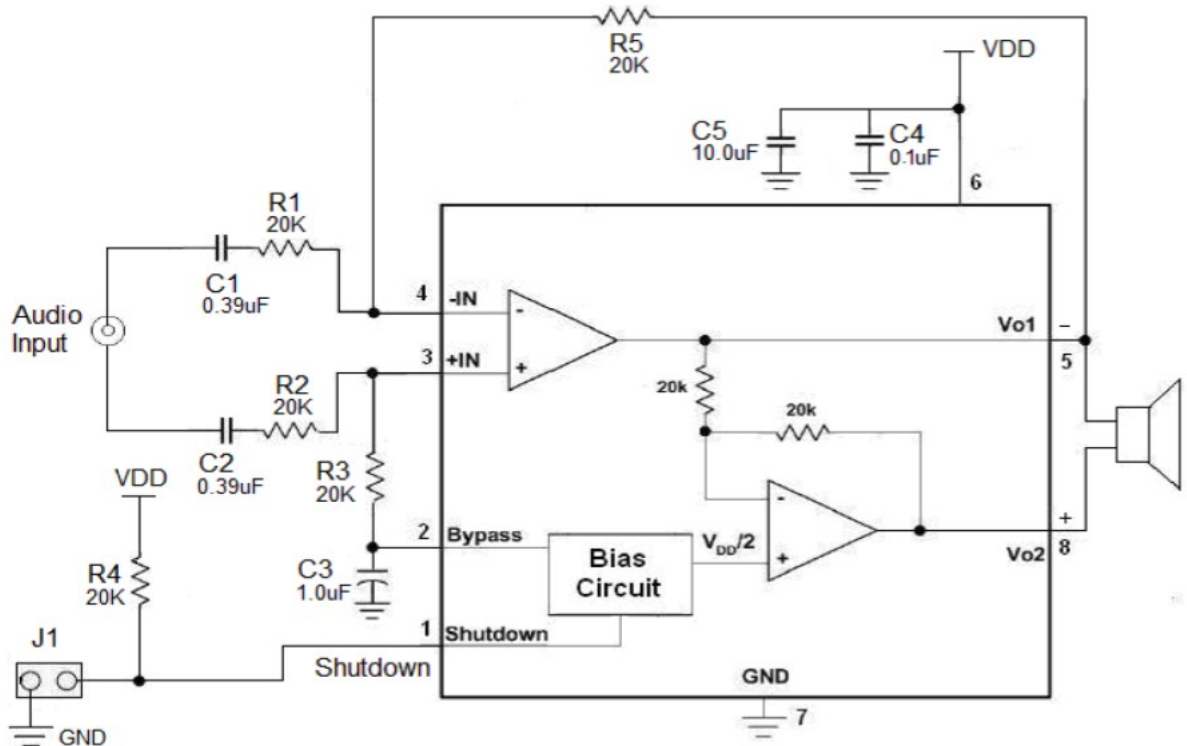 R5
20K
VDD
C5
10.0uF
C4
0.1uF
6
R1
20K
C1
0.39uF
4
-IN
-
Vo1
-
5
Audio
Input
3
+IN
+
20k
20k
R2
20K
C2
0.39uF
R3
20K
VDD
R4
20K
2
Bypass
C3
1.0uF
Bias
Circuit
VDD/2
-
+
+
8
Vo2
1
Shutdown
Shutdown
J1
GND
GND
7